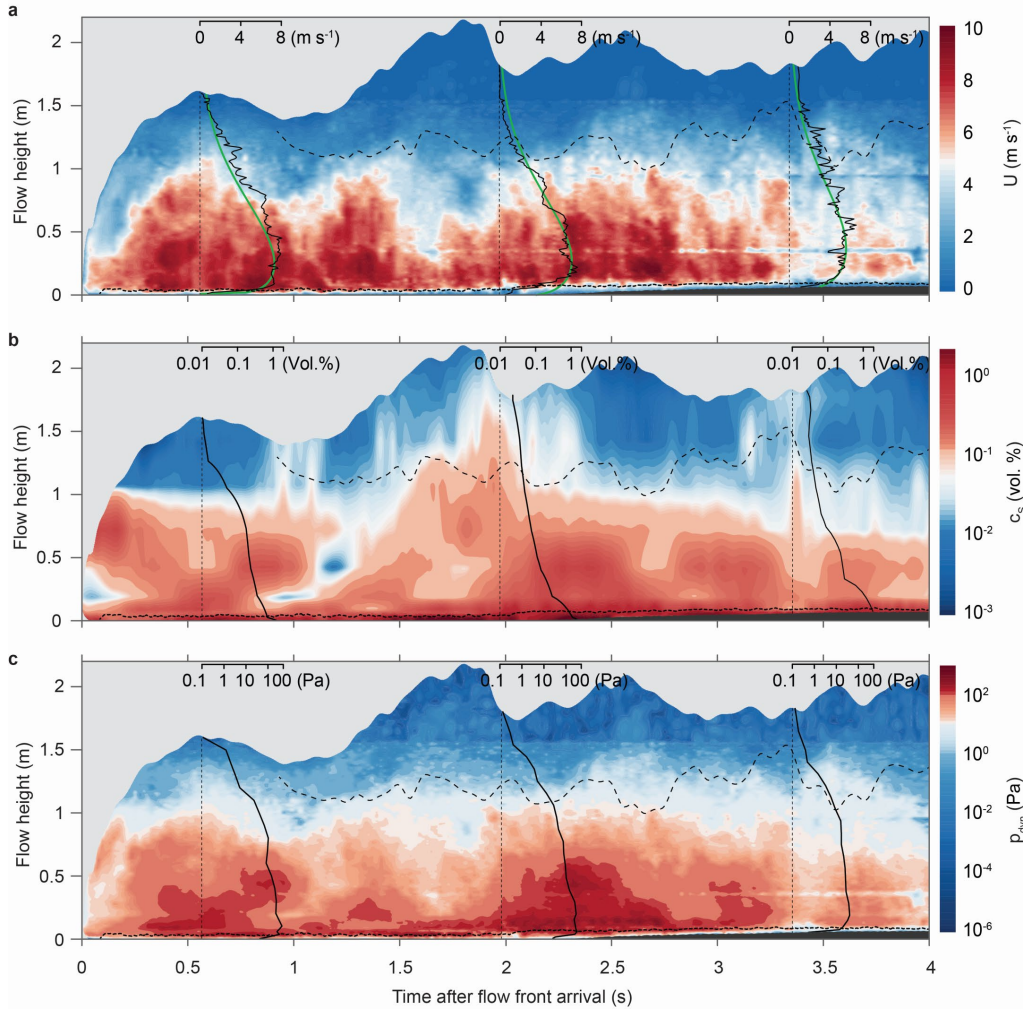 a
0 4 8 (m s⁻¹) 0 4 8 (m s⁻¹) 0 4 8 (m s⁻¹)
Flow height (m)
2
1.5
1
0.5
0
10
8
6
4
2
0
U (m s⁻¹)
b
0.01 0.1 1 (Vol.%) 0.01 0.1 1 (Vol.%) 0.01 0.1 1 (Vol.%)
Flow height (m)
2
1.5
1
0.5
0
10⁰
10⁻¹
10⁻²
10⁻³
c_S (vol. %)
c
0.1 1 10 100 (Pa) 0.1 1 10 100 (Pa) 0.1 1 10 100 (Pa)
Flow height (m)
2
1.5
1
0.5
0
10²
10⁰
10⁻²
10⁻⁴
10⁻⁶
p_dyn (Pa)
0 0.5 1 1.5 2 2.5 3 3.5 4
Time after flow front arrival (s)